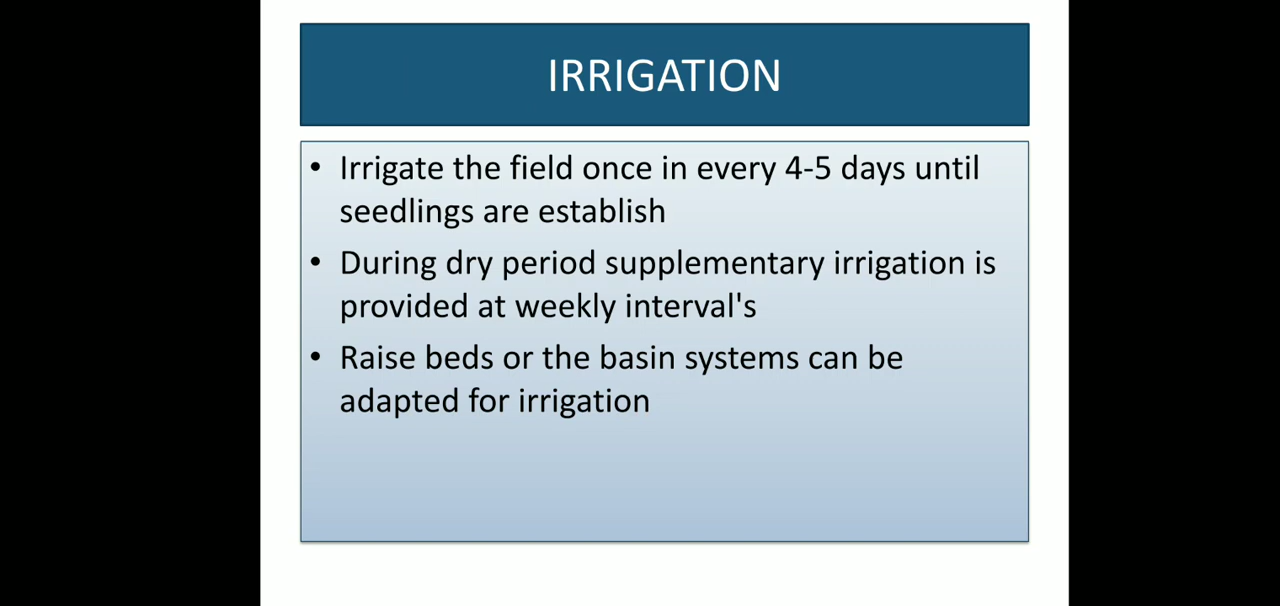 IRRIGATION
• Irrigate the field once in every 4-5 days until
seedlings are establish
• During dry period supplementary irrigation is
provided at weekly interval's
• Raise beds or the basin systems can be
adapted for irrigation